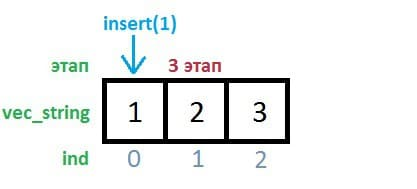 insert(1)
этап 3 этап
vec_string 1 2 3
ind 0 1 2